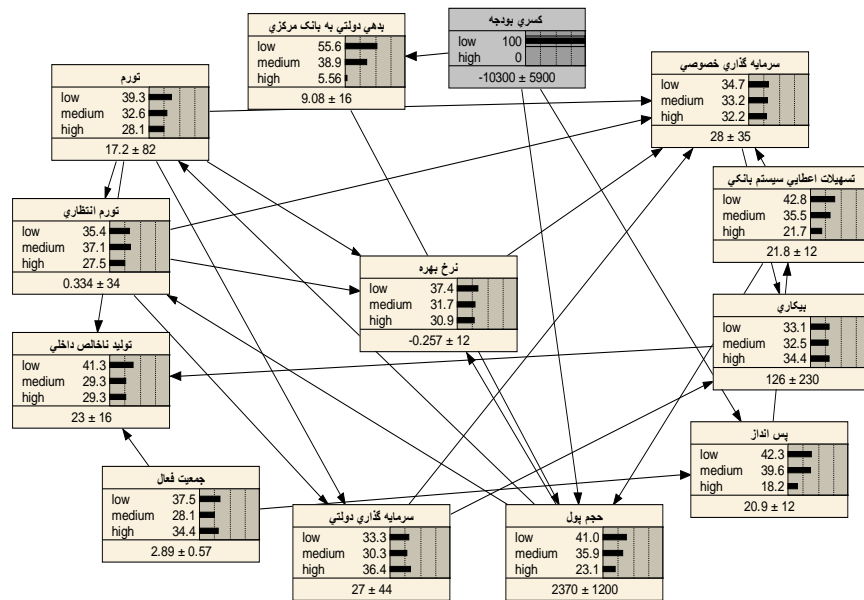 بدهي دولتي به بانک مرکزي
low 55.6
medium 38.9
high 5.56
9.08 ± 16
کسري بودجه
low 100
high 0
-10300 ± 5900
سرمايه گذاري خصوصي
low 34.7
medium 33.2
high 32.2
28 ± 35
تورم
low 39.3
medium 32.6
high 28.1
17.2 ± 82
تسهيلات اعطايي سيستم بانکي
low 42.8
medium 35.5
high 21.7
21.8 ± 12
تورم انتظاري
low 35.4
medium 37.1
high 27.5
0.334 ± 34
نرخ بهره
low 37.4
medium 31.7
high 30.9
-0.257 ± 12
بيکاري
low 33.1
medium 32.5
high 34.4
126 ± 230
توليد ناخالص داخلي
low 41.3
medium 29.3
high 29.3
23 ± 16
پس انداز
low 42.3
medium 39.6
high 18.2
20.9 ± 12
جمعيت فعال
low 37.5
medium 28.1
high 34.4
2.89 ± 0.57
سرمايه گذاري دولتي
low 33.3
medium 30.3
high 36.4
27 ± 44
حجم پول
low 41.0
medium 35.9
high 23.1
2370 ± 1200